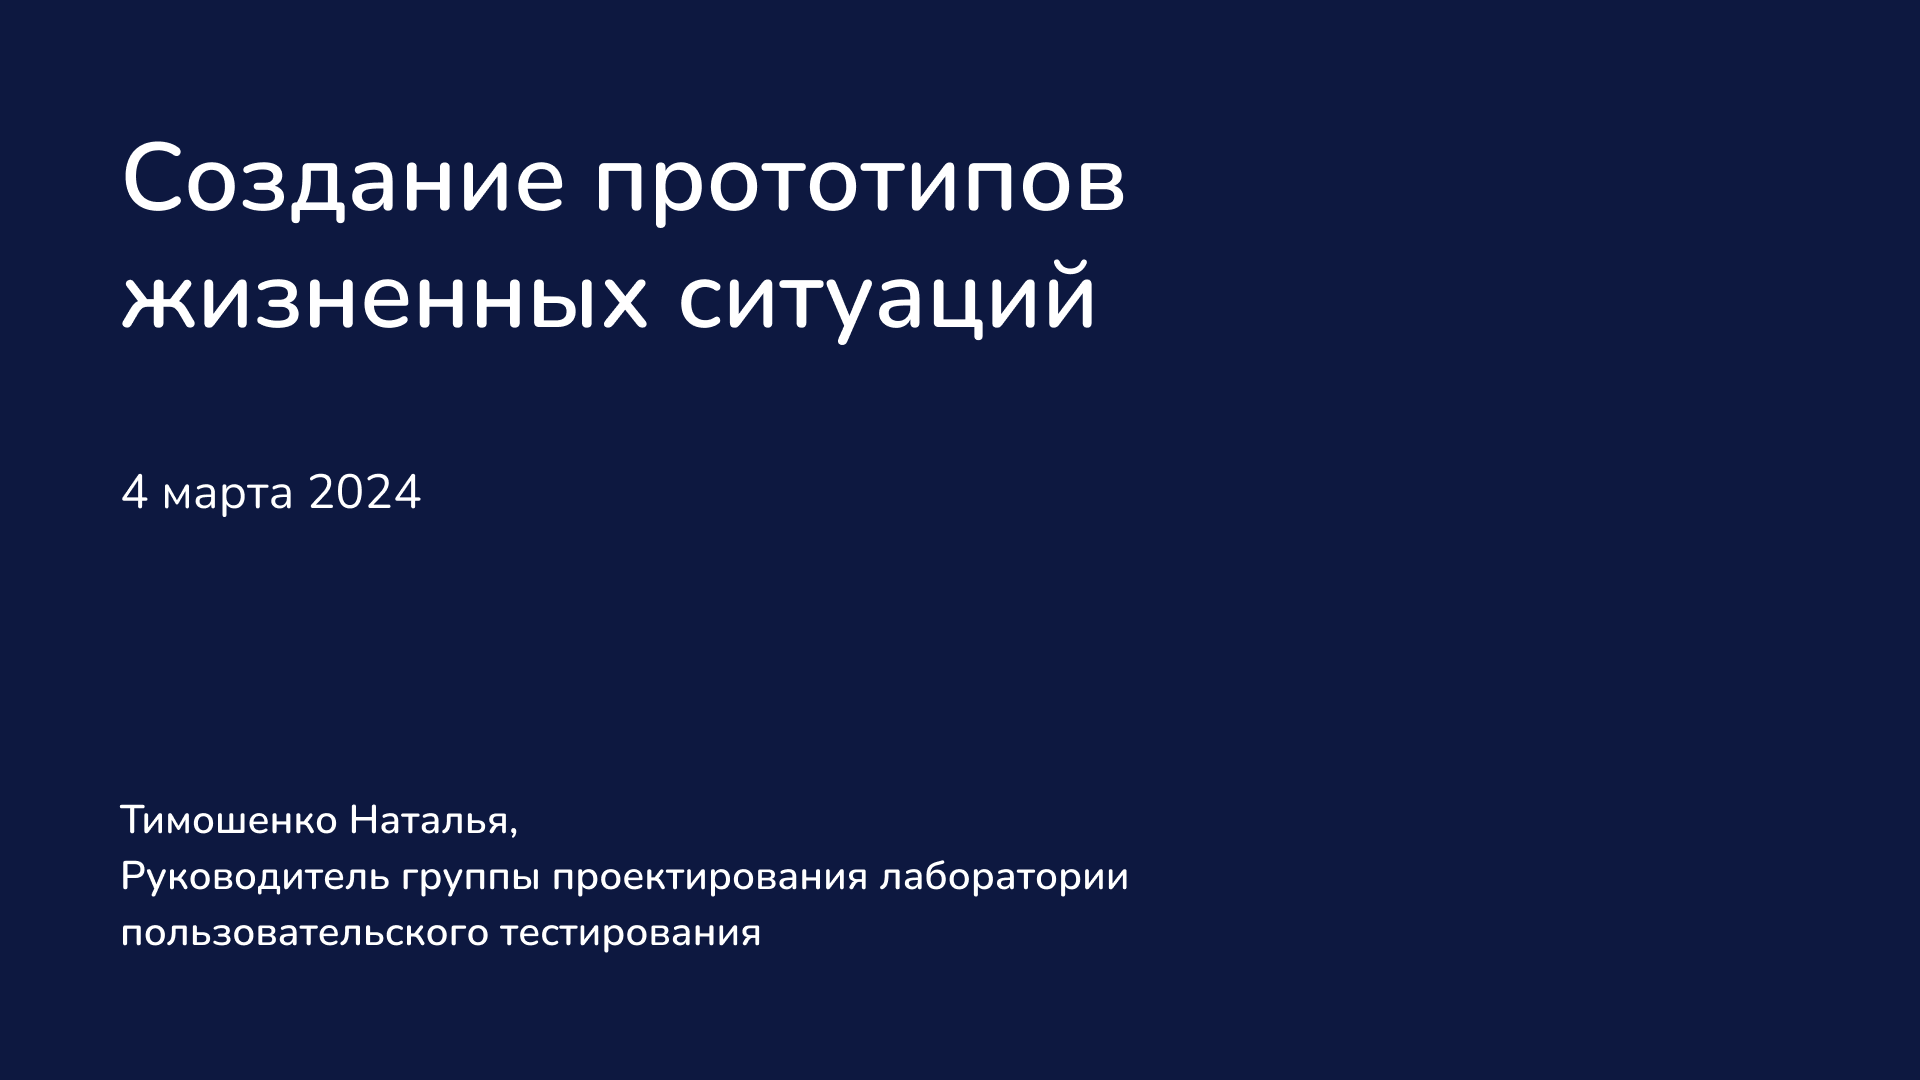 Создание прототипов
жизненных ситуаций
4 марта 2024
Тимошенко Наталья,
Руководитель группы проектирования лаборатории
пользовательского тестирования